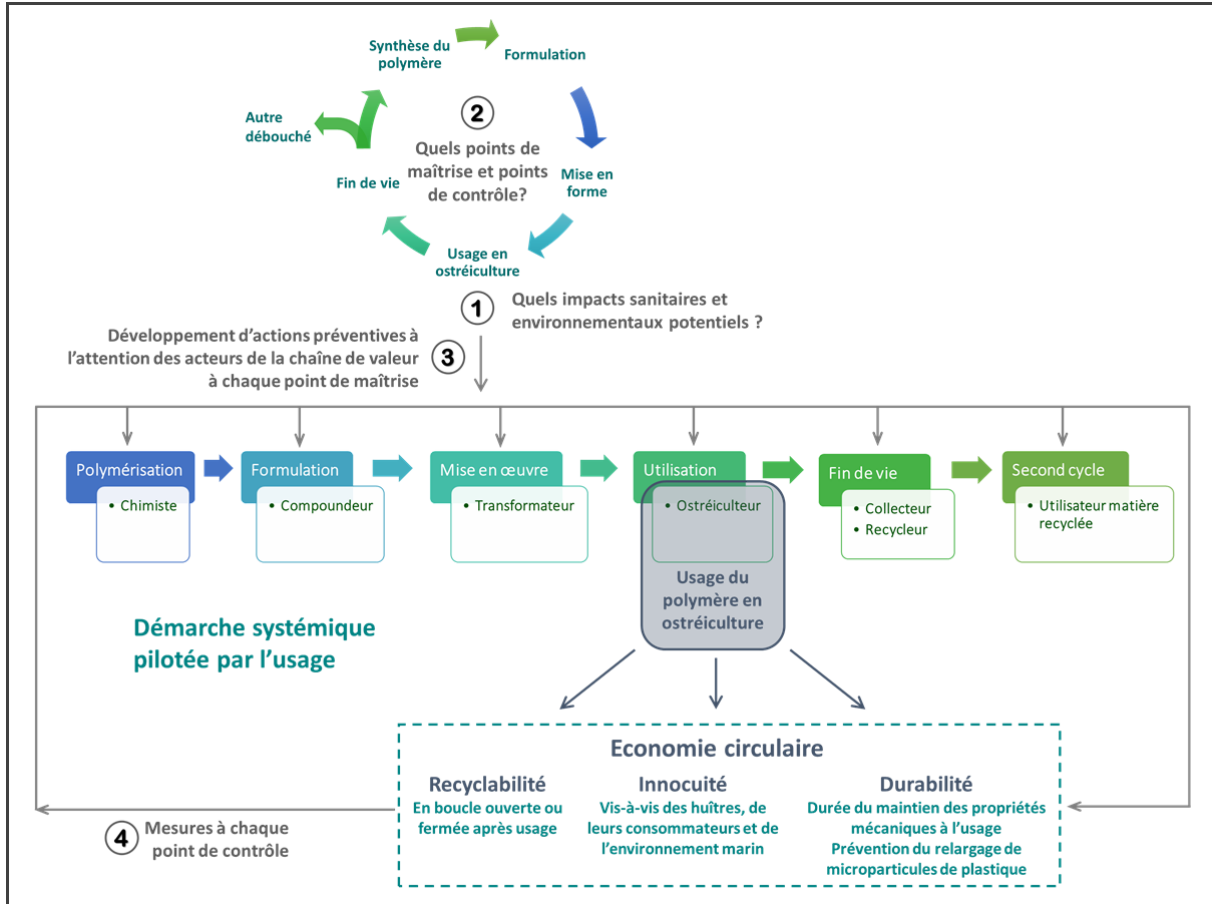 Synthèse du
polymère
Formulation
Autre
débouché
2
Quels points de
maîtrise et points
de contrôle?
Fin de vie
Mise en
forme
Usage en
ostréiculture
1
Quels impacts sanitaires et
environnementaux potentiels ?
Développement d'actions préventives à
l'attention des acteurs de la chaîne de valeur
à chaque point de maîtrise
3
Polymérisation
• Chimiste
Formulation
• Compoundeur
Mise en œuvre
• Transformateur
Utilisation
• Ostréiculteur
Fin de vie
• Collecteur
• Recycleur
Second cycle
• Utilisateur matière
recyclée
Usage du
polymère en
ostréiculture
Démarche systémique
pilotée par l'usage
Economie circulaire
Recyclabilité
En boucle ouverte ou
fermée après usage
Innocuité
Vis-à-vis des huîtres, de
leurs consommateurs et de
l'environnement marin
Durabilité
Durée du maintien des propriétés
mécaniques à l'usage
Prévention du relargage de
microparticules de plastique
4
Mesures à chaque
point de contrôle